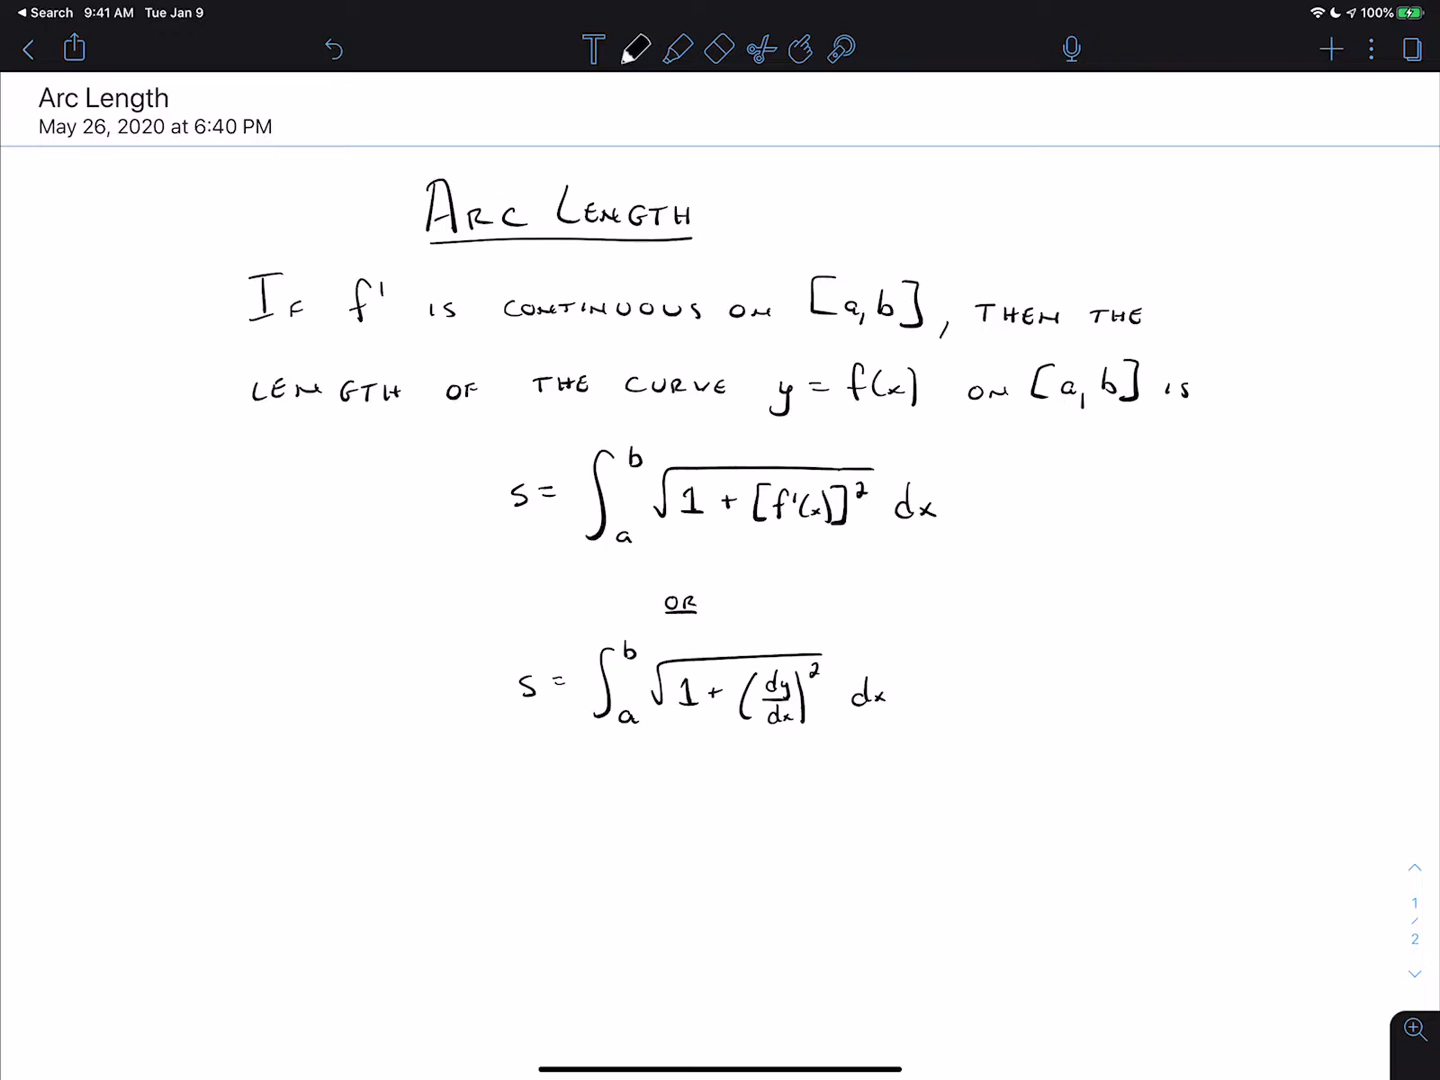 Search 9:41 AM Tue Jan 9 100%
Arc Length
May 26, 2020 at 6:40 PM
ARC LENGTH
IF f' IS CONTINUOUS ON [a,b], THEN THE
LENGTH OF THE CURVE y = f(x) ON [a,b] is
s = ∫_a^b √(1 + [f'(x)]²) dx
OR
s = ∫_a^b √(1 + (dy/dx)²) dx
1
/
2